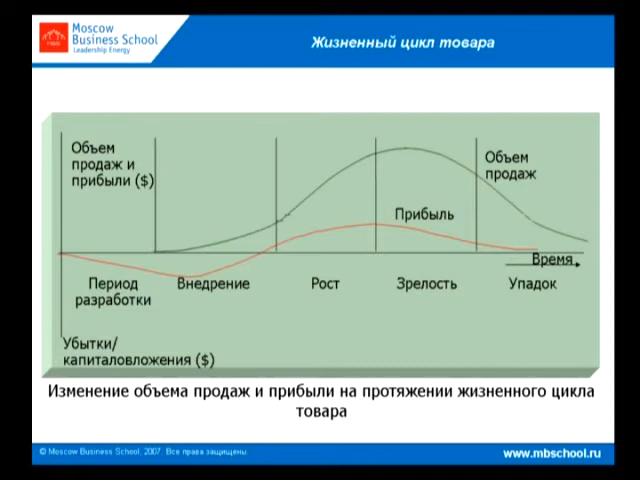 Moscow
Business School
Leadership Energy
MBS
Жизненный цикл товара
Объем
продаж и
прибыли ($)
Объем
продаж
Прибыль
Время
Период
разработки
Внедрение
Рост
Зрелость
Упадок
Убытки/
капиталовложения ($)
Изменение объема продаж и прибыли на протяжении жизненного цикла
товара
© Moscow Business School, 2007. Все права защищены.
www.mbschool.ru